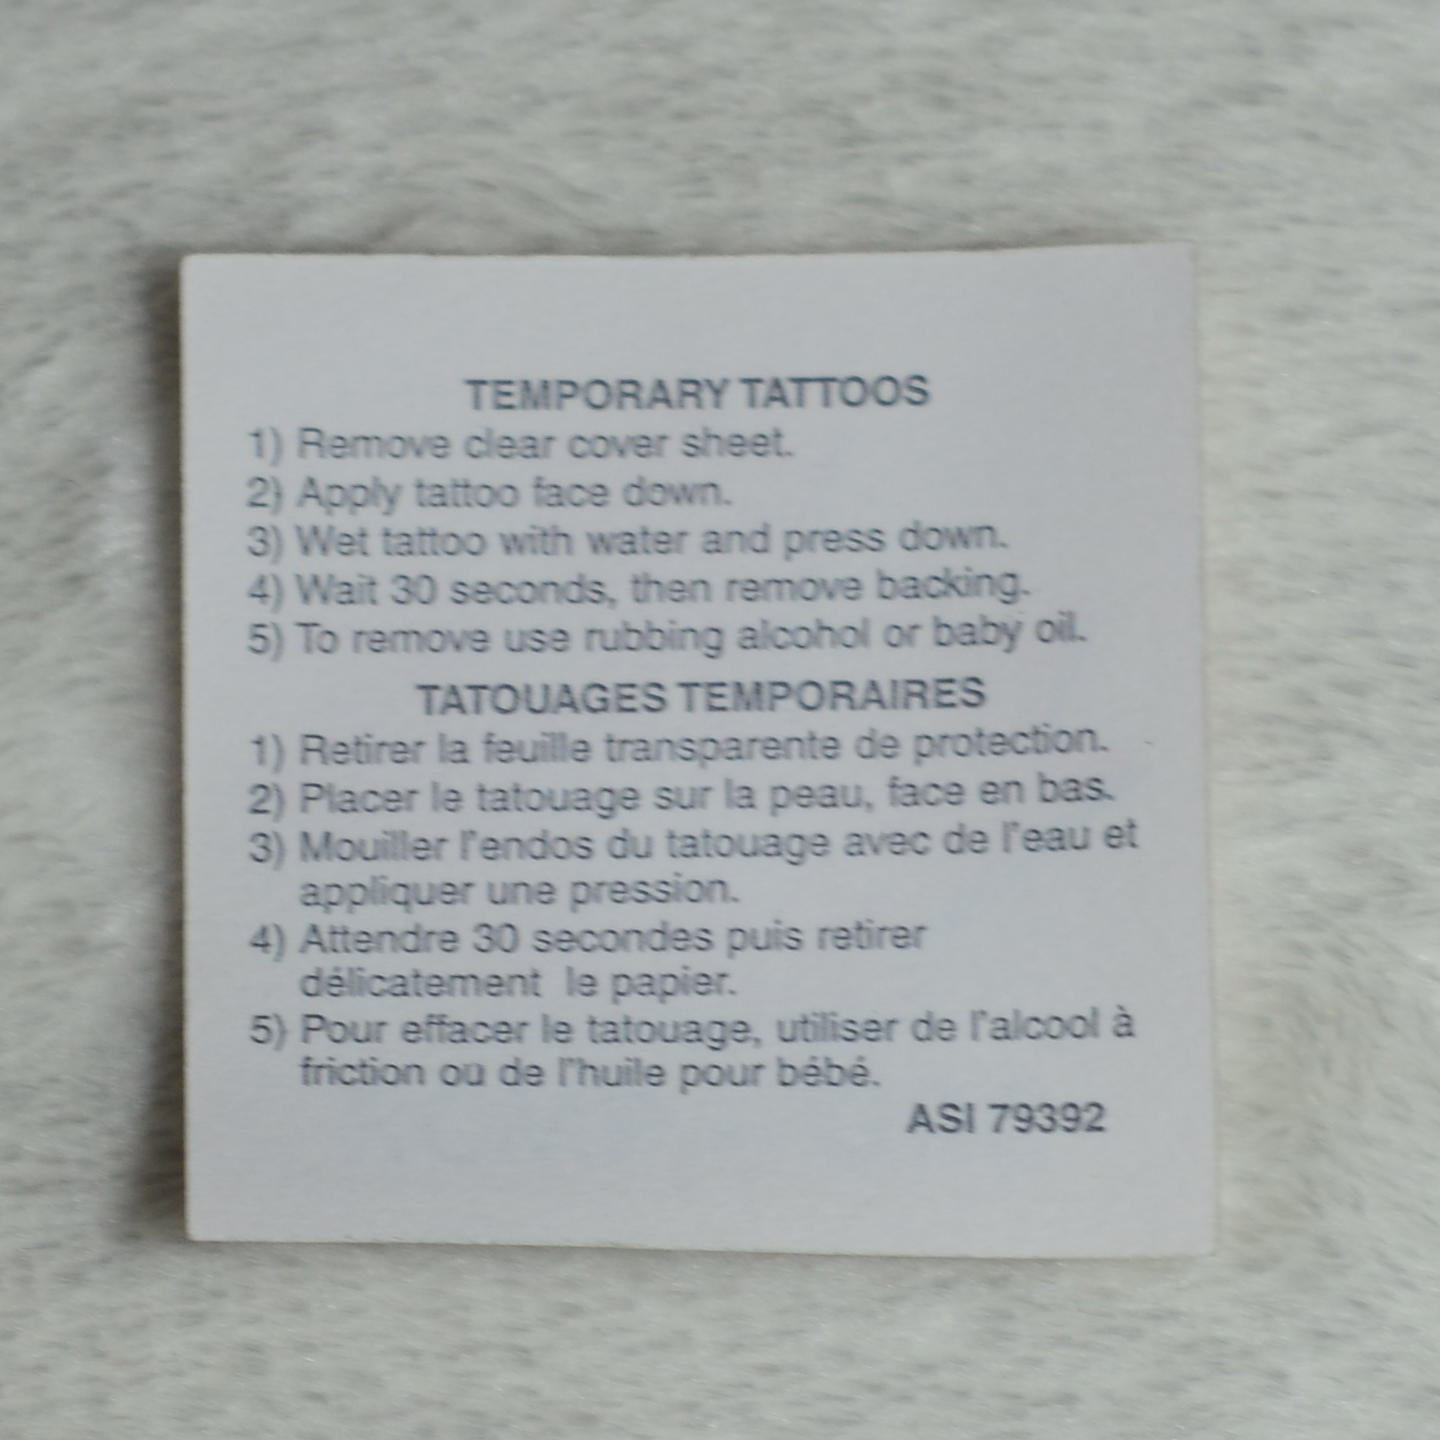 TEMPORARY TATTOOS
1) Remove clear cover sheet.
2) Apply tattoo face down.
3) Wet tattoo with water and press down.
4) Wait 30 seconds, then remove backing.
5) To remove use rubbing alcohol or baby oil.
TATOUAGES TEMPORAIRES
1) Retirer la feuille transparente de protection.
2) Placer le tatouage sur la peau, face en bas.
3) Mouiller l'endos du tatouage avec de l'eau et
appliquer une pression.
4) Attendre 30 secondes puis retirer
délicatement le papier.
5) Pour effacer le tatouage, utiliser de l'alcool à
friction ou de l'huile pour bébé.
ASI 79392